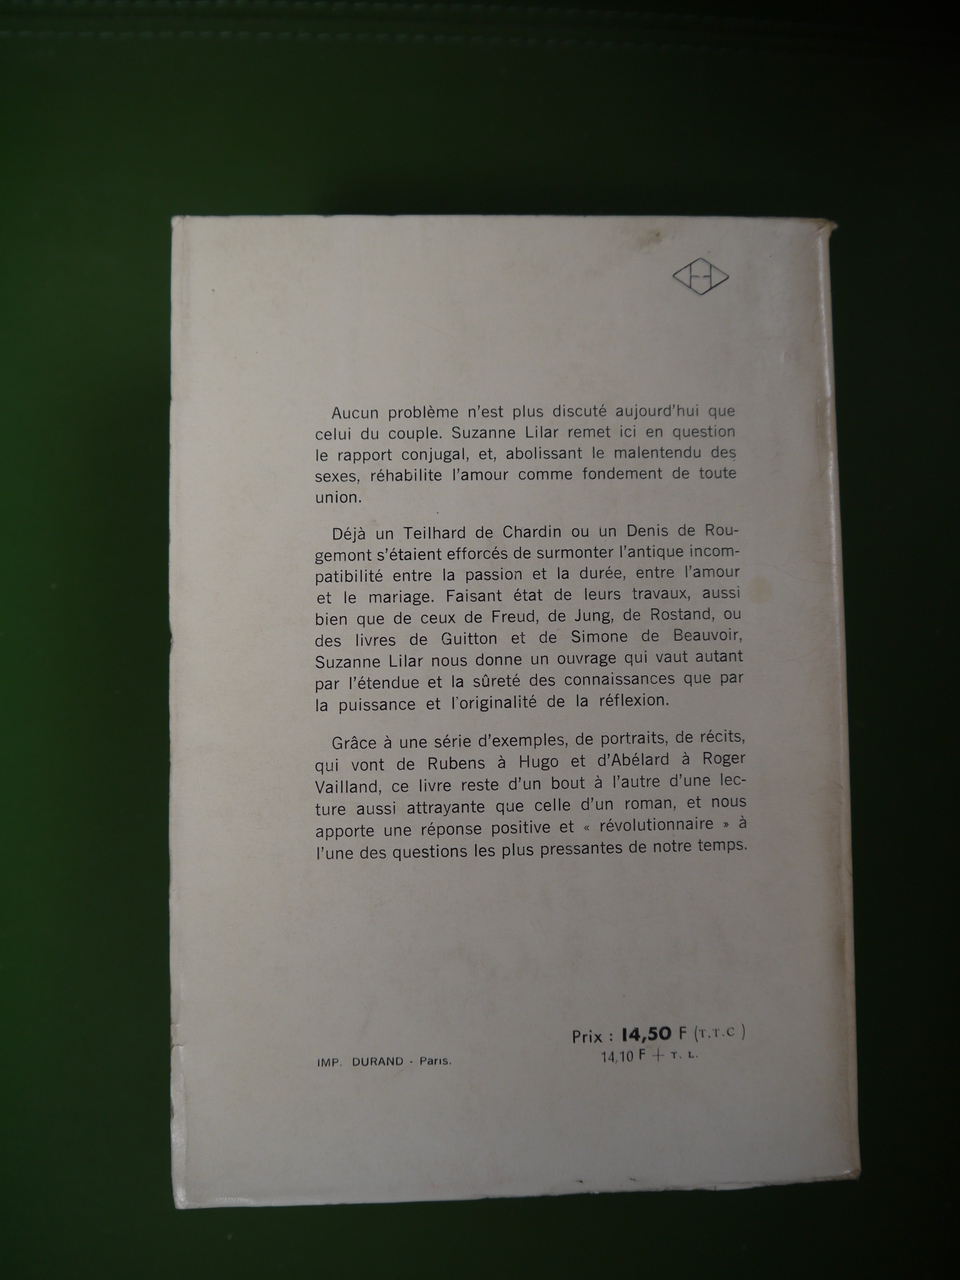 Aucun problème n'est plus discuté aujourd'hui que
celui du couple. Suzanne Lilar remet ici en question
le rapport conjugal, et, abolissant le malentendu des
sexes, réhabilite l'amour comme fondement de toute
union.
Déjà un Teilhard de Chardin ou un Denis de Rou-
gemont s'étaient efforcés de surmonter l'antique incom-
patibilité entre la passion et la durée, entre l'amour
et le mariage. Faisant état de leurs travaux, aussi
bien que de ceux de Freud, de Jung, de Rostand, ou
des livres de Guitton et de Simone de Beauvoir,
Suzanne Lilar nous donne un ouvrage qui vaut autant
par l'étendue et la sûreté des connaissances que par
la puissance et l'originalité de la réflexion.
Grâce à une série d'exemples, de portraits, de récits,
qui vont de Rubens à Hugo et d'Abélard à Roger
Vailland, ce livre reste d'un bout à l'autre d'une lec-
ture aussi attrayante que celle d'un roman, et nous
apporte une réponse positive et « révolutionnaire » à
l'une des questions les plus pressantes de notre temps.
Prix : 14,50 F (T.T.C)
14,10 F + T. L.
IMP. DURAND - Paris.